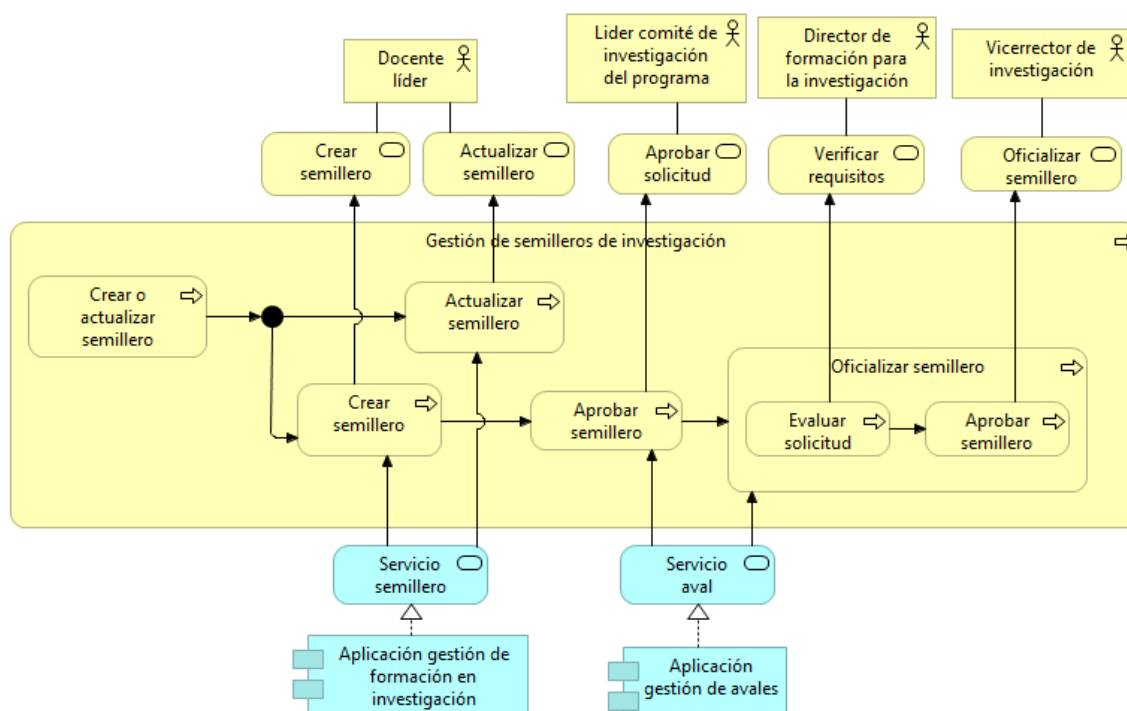 Docente
líder
Lider comité de
investigación
del programa
Director de
formación para
la investigación
Vicerrector de
investigación
Crear
semillero
Actualizar
semillero
Aprobar
solicitud
Verificar
requisitos
Oficializar
semillero
Gestión de semilleros de investigación
Crear o
actualizar
semillero
Actualizar
semillero
Crear
semillero
Aprobar
semillero
Oficializar semillero
Evaluar
solicitud
Aprobar
semillero
Servicio
semillero
Servicio
aval
Aplicación gestión de
formación en
investigación
Aplicación
gestión de avales